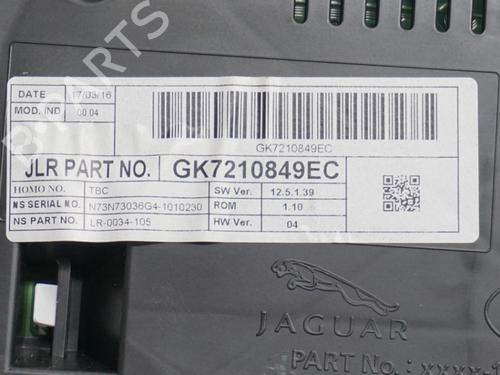 B-PARTS
DATE 17/03/16
MOD. IND 00.04
GK7210849EC
JLR PART NO. GK7210849EC
HOMO NO. TBC SW Ver. 12.5.1.39
NS SERIAL NO. N73N73036G4-1010230 ROM 1.10
NS PART NO. LR-0034-105 HW Ver. 04
JAGUAR
PART No. : xxxx-